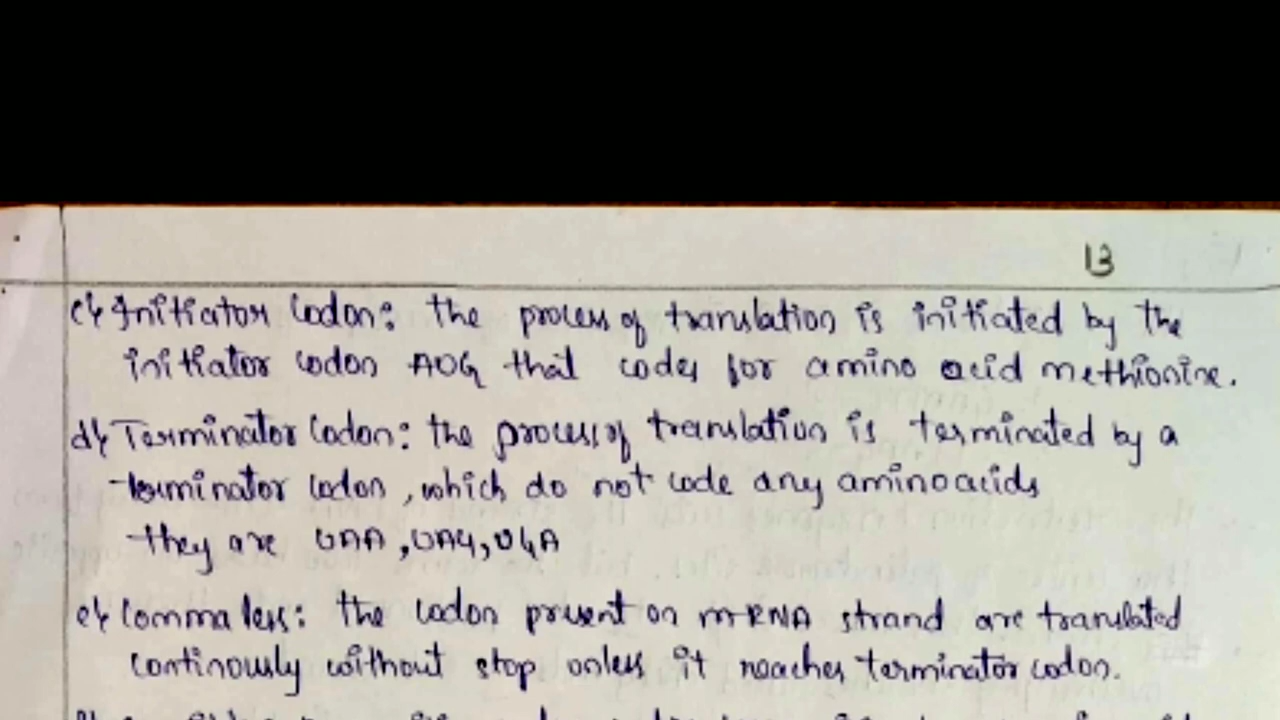 13
c) Initiator Codon: the process of translation is initiated by the
initiator codon AUG that codes for amino acid methionine.
d) Terminator Codon: the process of translation is terminated by a
terminator codon, which do not code any aminoacids
they are UAA, UAG, UGA
e) Comma less: the codon present on mRNA strand are translated
continously without stop unless it reaches terminator codon.